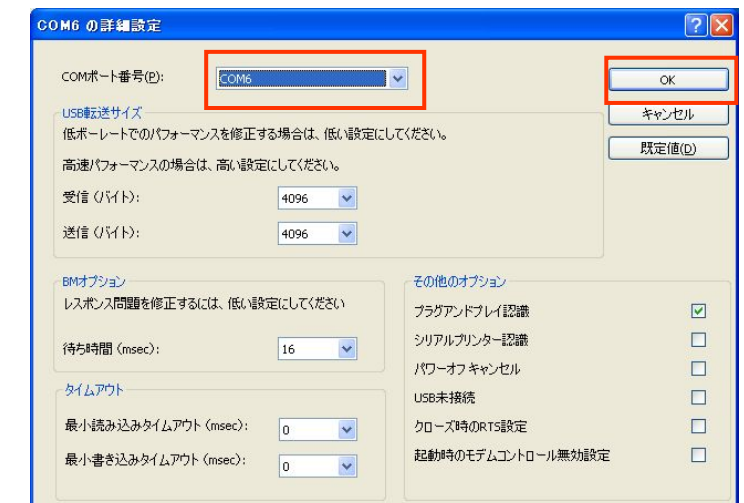 COM6 の詳細設定
COMポート番号(P):
COM6
OK
キャンセル
既定値(D)
USB転送サイズ
低ボーレートでのパフォーマンスを修正する場合は、低い設定にしてください。
高速パフォーマンスの場合は、高い設定にしてください。
受信 (バイト):
4096
送信 (バイト):
4096
BMオプション
レスポンス問題を修正するには、低い設定にしてください
待ち時間 (msec):
16
タイムアウト
最小読み込みタイムアウト (msec):
0
最小書き込みタイムアウト (msec):
0
その他のオプション
プラグアンドプレイ認識
シリアルプリンター認識
パワーオフ キャンセル
USB未接続
クローズ時のRTS設定
起動時のモデムコントロール無効設定